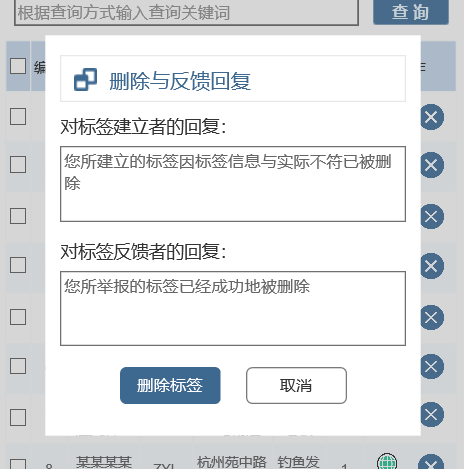 根据查询方式输入查询关键词
查 询
编
删除与反馈回复
对标签建立者的回复：
您所建立的标签因标签信息与实际不符已被删
除
对标签反馈者的回复：
您所举报的标签已经成功地被删除
删除标签
取消
某某某某
杭州苑中路
钓鱼发